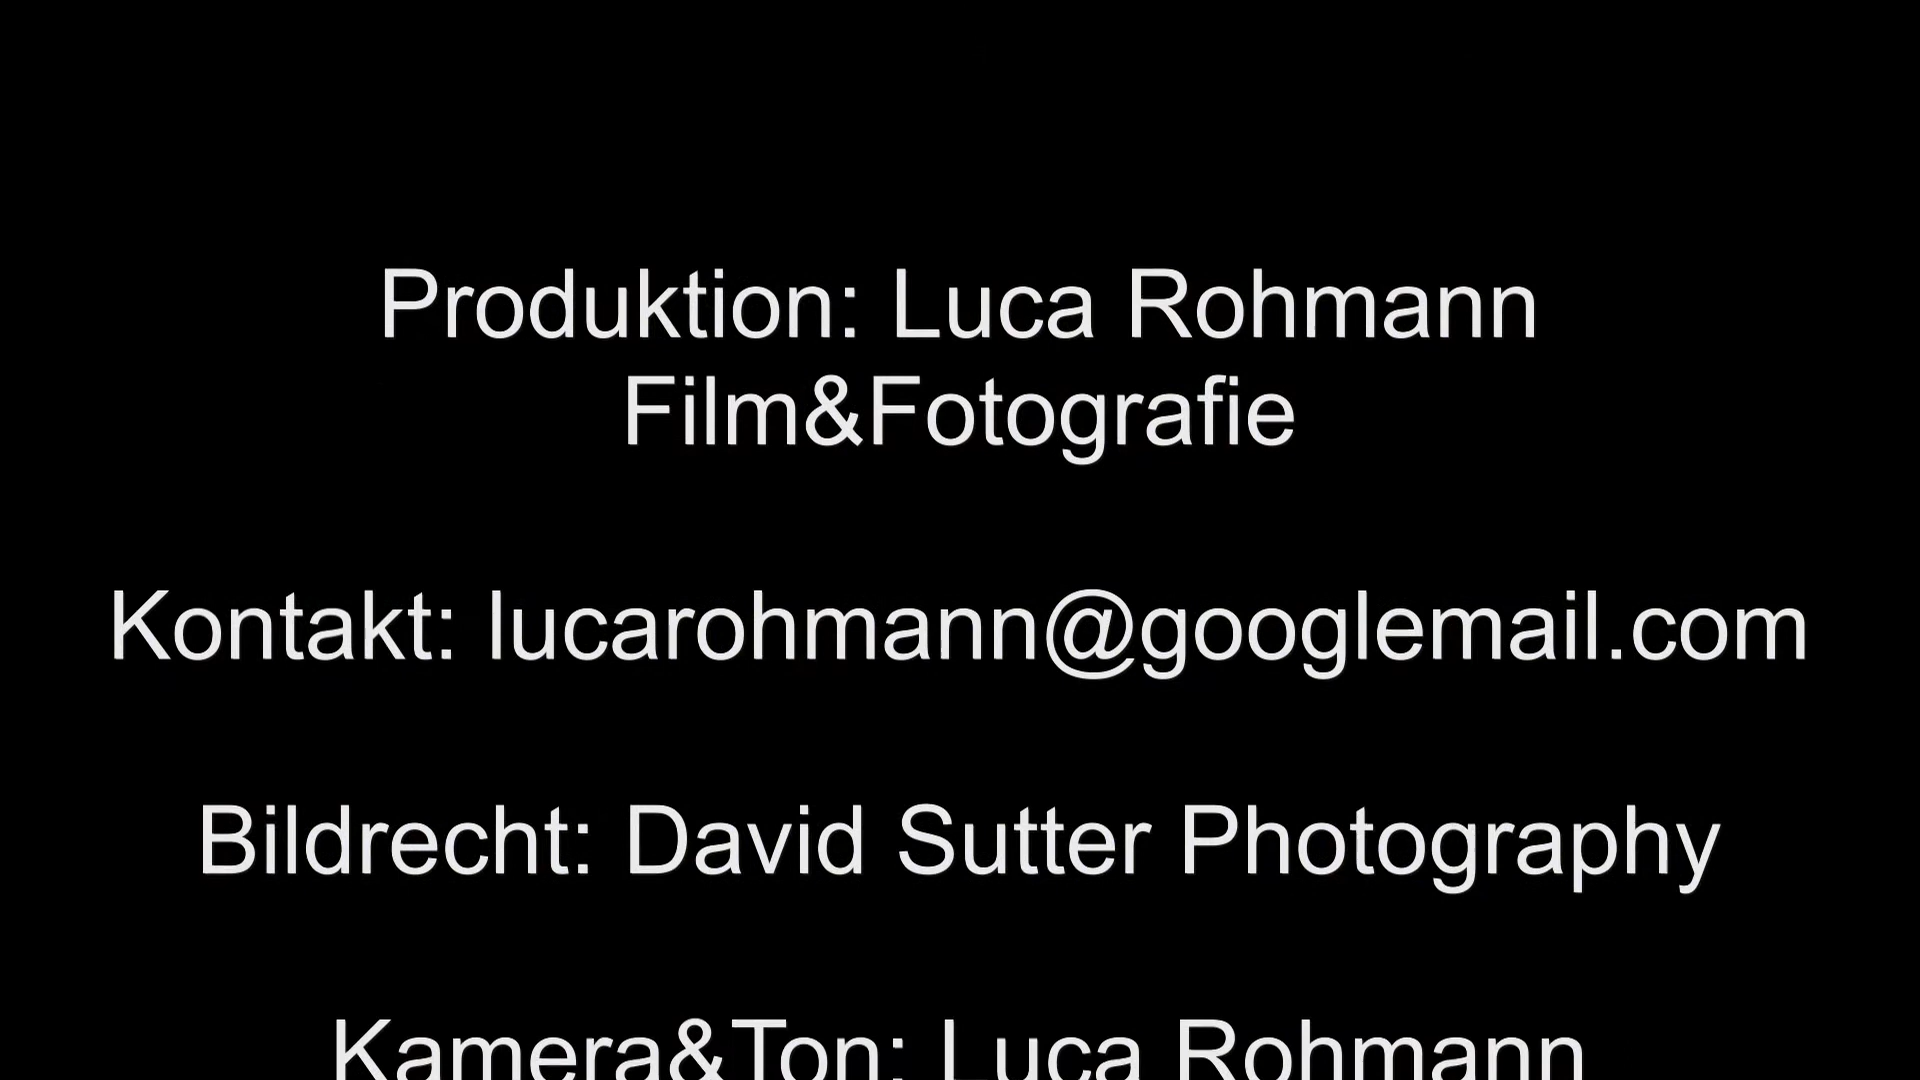 Produktion: Luca Rohmann
Film&Fotografie
Kontakt: lucarohmann@googlemail.com
Bildrecht: David Sutter Photography
Kamera&Ton: Luca Rohmann